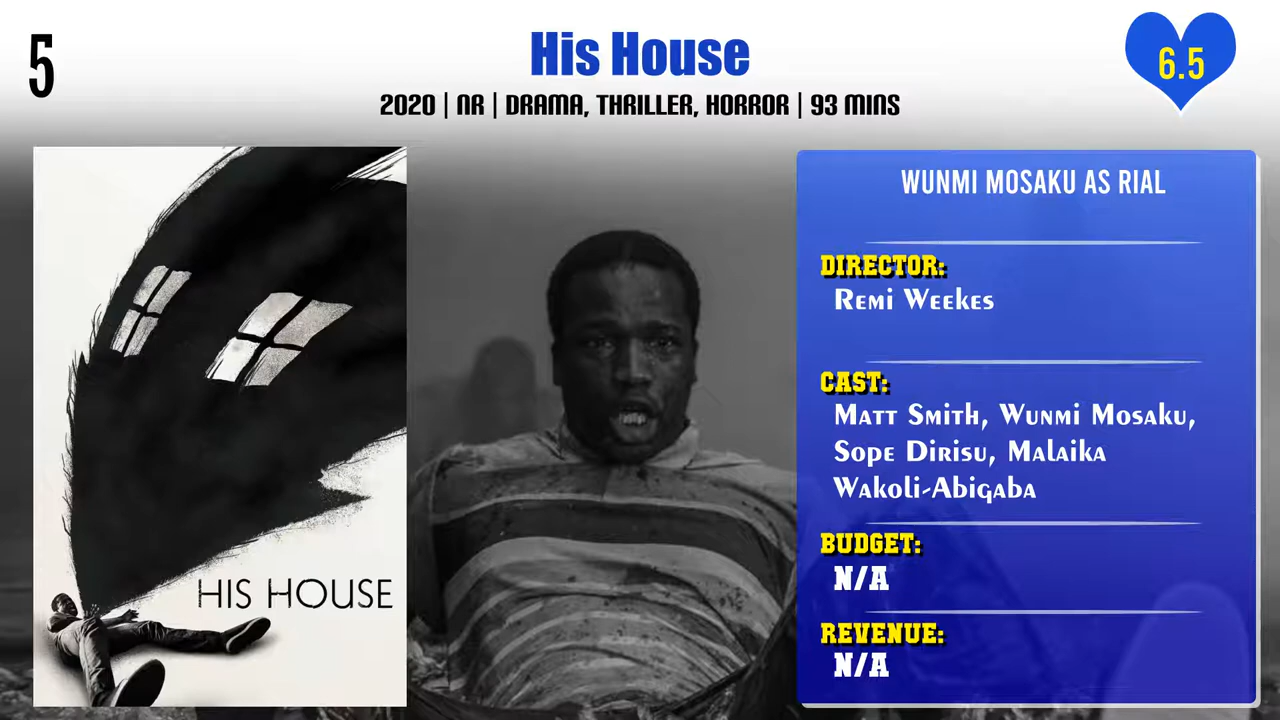 5
His House
6.5
2020 | NR | DRAMA, THRILLER, HORROR | 93 MINS
HIS HOUSE
WUNMI MOSAKU AS RIAL
DIRECTOR:
Remi Weekes
CAST:
Matt Smith, Wunmi Mosaku,
Sope Dirisu, Malaika
Wakoli-Abigaba
BUDGET:
N/A
REVENUE:
N/A